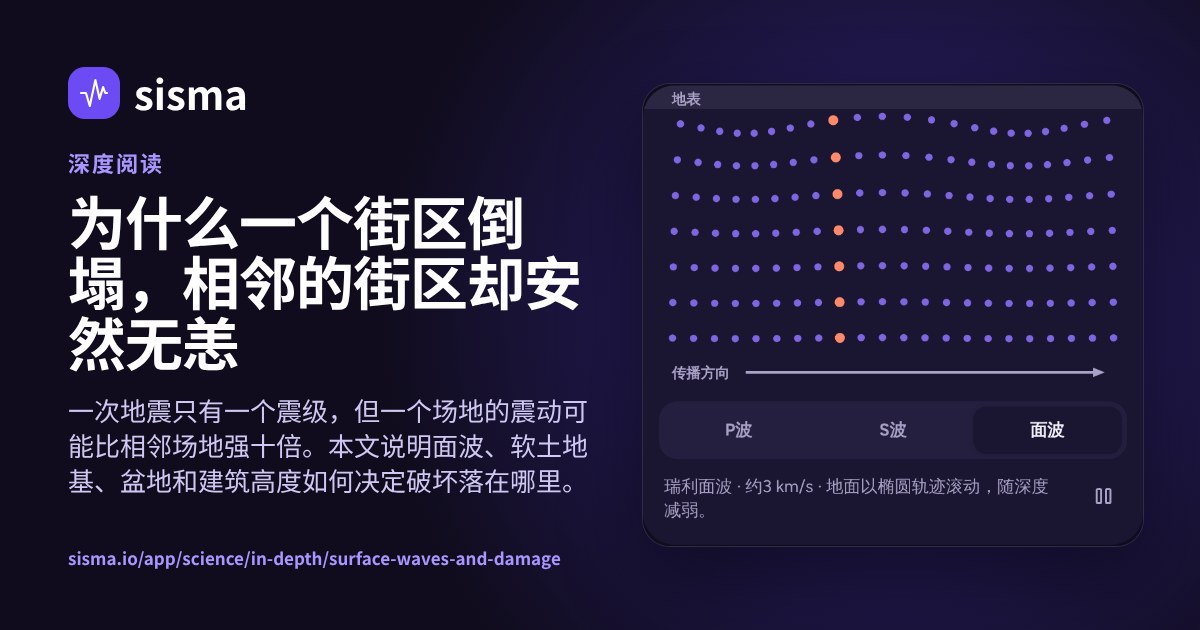 sisma
深度阅读
为什么一个街区倒
塌，相邻的街区却安
然无恙
一次地震只有一个震级，但一个场地的震动可
能比相邻场地强十倍。本文说明面波、软土地
基、盆地和建筑高度如何决定破坏落在哪里。
sisma.io/app/science/in-depth/surface-waves-and-damage
地表
传播方向
P波
S波
面波
瑞利面波 · 约3 km/s · 地面以椭圆轨迹滚动，随深度
减弱。